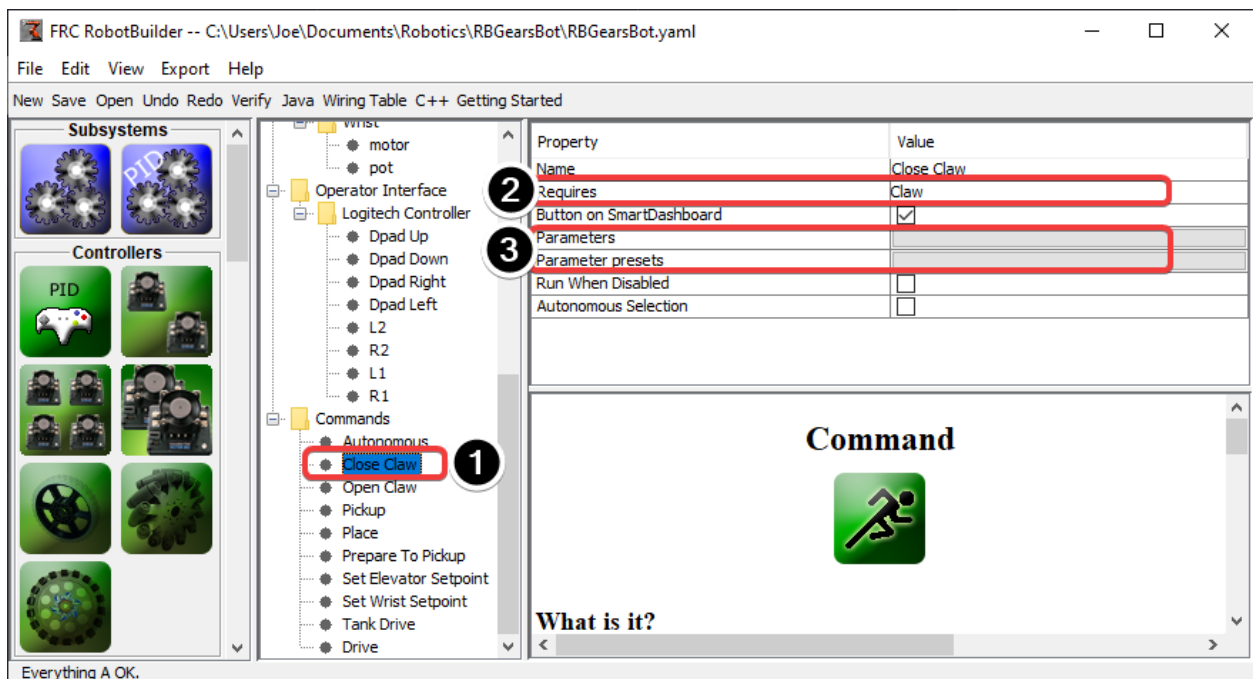 FRC RobotBuilder -- C:\Users\Joe\Documents\Robotics\RBGearsBot\RBGearsBot.yaml
File Edit View Export Help
New Save Open Undo Redo Verify Java Wiring Table C++ Getting Started
Subsystems
PID
Controllers
PID
Wrist
motor
pot
Operator Interface
Logitech Controller
Dpad Up
Dpad Down
Dpad Right
Dpad Left
L2
R2
L1
R1
Commands
Autonomous
Close Claw
1
Open Claw
Pickup
Place
Prepare To Pickup
Set Elevator Setpoint
Set Wrist Setpoint
Tank Drive
Drive
Property Value
Name Close Claw
2 Requires Claw
Button on SmartDashboard
3
Parameters
Parameter presets
Run When Disabled
Autonomous Selection
Command
What is it?
Everything A OK.